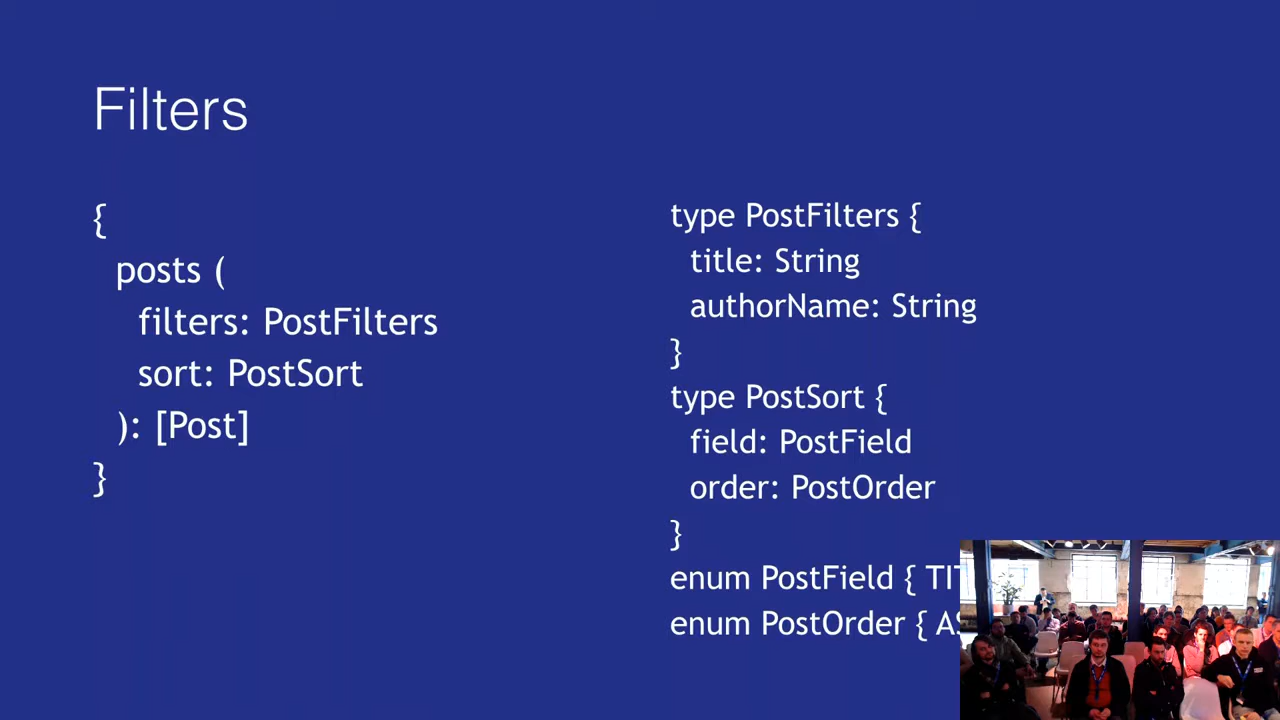 Filters
{
posts (
filters: PostFilters
sort: PostSort
): [Post]
}
type PostFilters {
title: String
authorName: String
}
type PostSort {
field: PostField
order: PostOrder
}
enum PostField {
enum PostOrder {